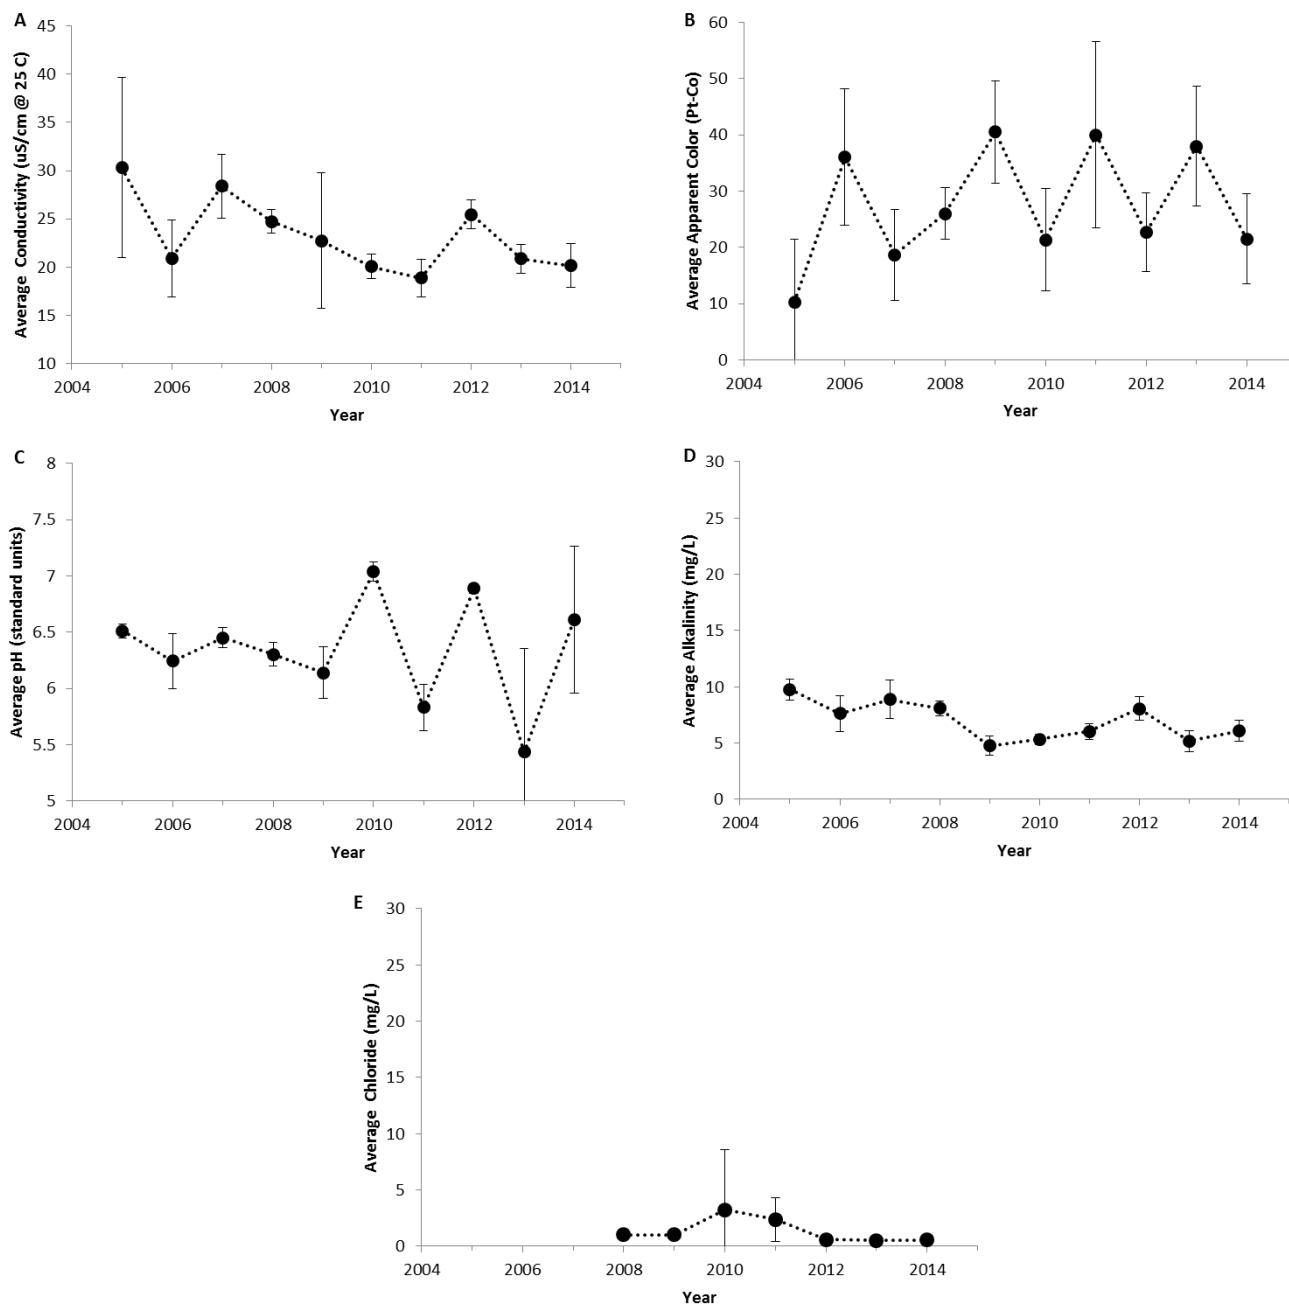 A
Average Conductivity (uS/cm @ 25 C)
45
40
35
30
25
20
15
10
2004 2006 2008 2010 2012 2014
Year
B
Average Apparent Color (Pt-Co)
60
50
40
30
20
10
0
2004 2006 2008 2010 2012 2014
Year
C
Average pH (standard units)
8
7.5
7
6.5
6
5.5
5
2004 2006 2008 2010 2012 2014
Year
D
Average Alkalinity (mg/L)
30
25
20
15
10
5
0
2004 2006 2008 2010 2012 2014
Year
E
Average Chloride (mg/L)
30
25
20
15
10
5
0
2004 2006 2008 2010 2012 2014
Year